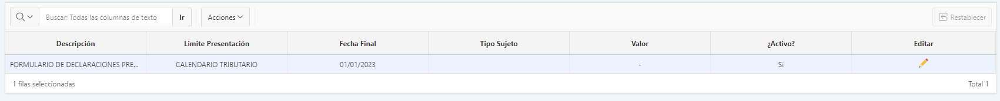 Buscar: Todas las columnas de texto Ir Acciones Restablecer
Descripción Limite Presentación Fecha Final Tipo Sujeto Valor ¿Activo? Editar
FORMULARIO DE DECLARACIONES PRE... CALENDARIO TRIBUTARIO 01/01/2023 - Si
1 filas seleccionadas Total 1